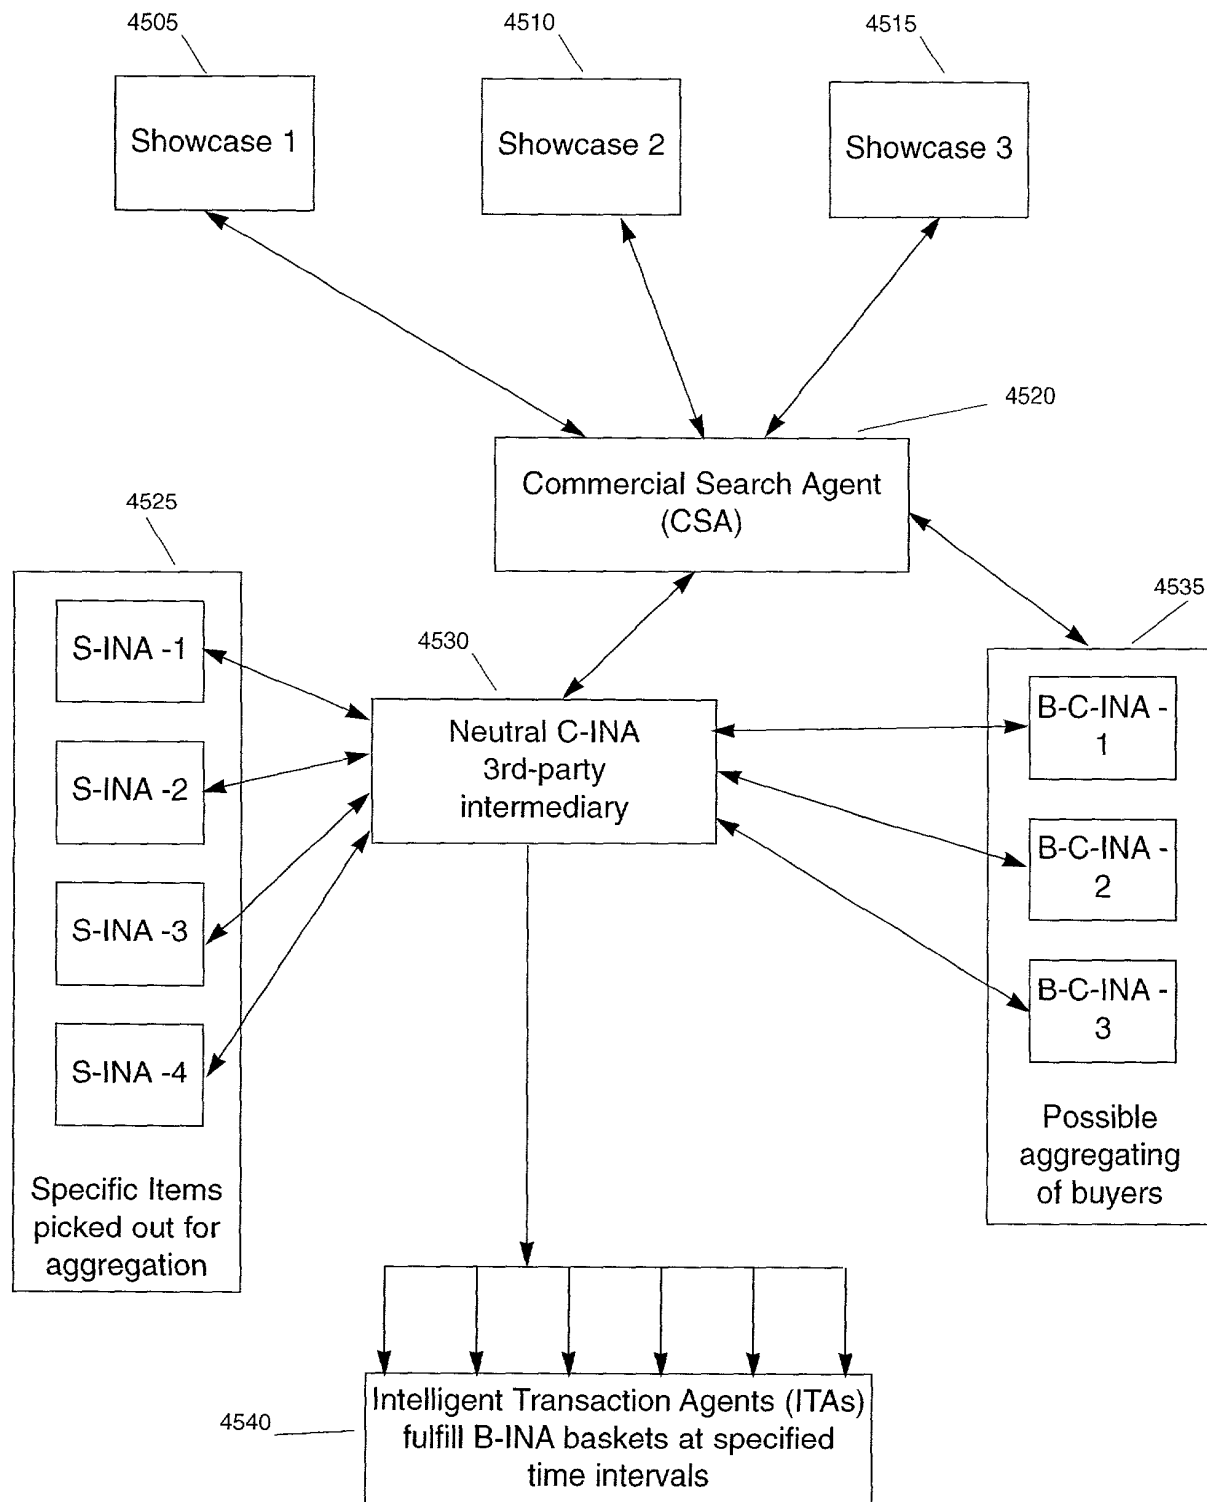 4505
4510
4515
Showcase 1
Showcase 2
Showcase 3
4520
Commercial Search Agent
(CSA)
4525
4535
S-INA -1
S-INA -2
S-INA -3
S-INA -4
Specific Items
picked out for
aggregation
4530
Neutral C-INA
3rd-party
intermediary
B-C-INA -
1
B-C-INA -
2
B-C-INA -
3
Possible
aggregating
of buyers
4540
Intelligent Transaction Agents (ITAs)
fulfill B-INA baskets at specified
time intervals